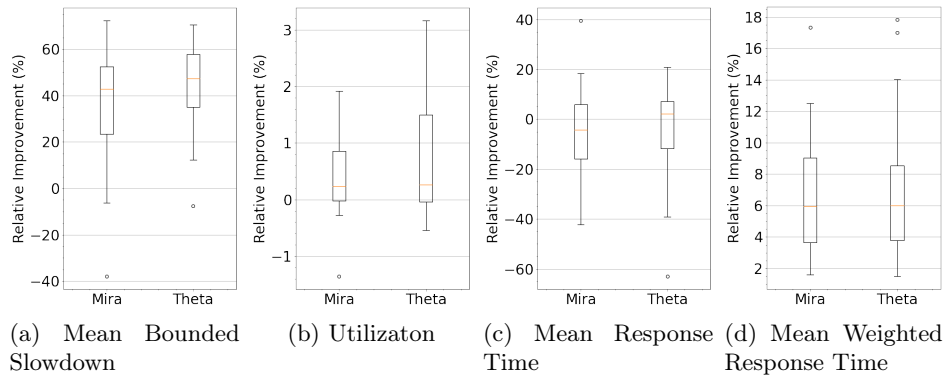 Relative Improvement (%)
60
40
20
0
−20
−40
Mira Theta
(a) Mean Bounded
Slowdown
Relative Improvement (%)
3
2
1
0
−1
Mira Theta
(b) Utilizaton
Relative Improvement (%)
40
20
0
−20
−40
−60
Mira Theta
(c) Mean Response
Time
Relative Improvement (%)
18
16
14
12
10
8
6
4
2
Mira Theta
(d) Mean Weighted
Response Time